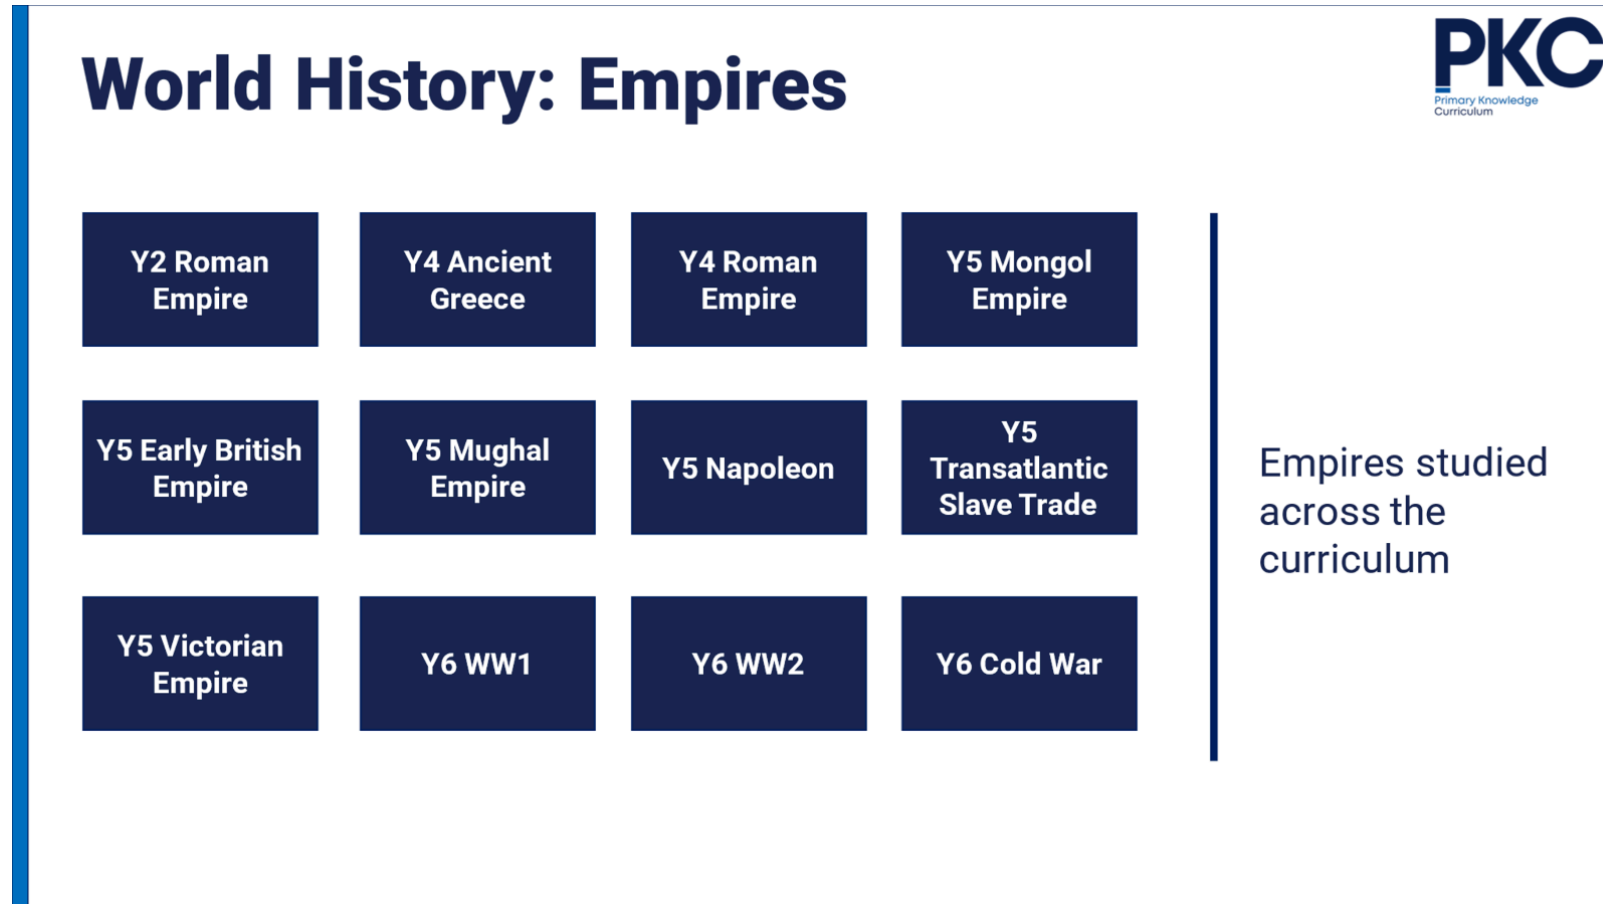 World History: Empires
PKC
Primary Knowledge
Curriculum
Y2 Roman
Empire
Y4 Ancient
Greece
Y4 Roman
Empire
Y5 Mongol
Empire
Y5 Early British
Empire
Y5 Mughal
Empire
Y5 Napoleon
Y5
Transatlantic
Slave Trade
Y5 Victorian
Empire
Y6 WW1
Y6 WW2
Y6 Cold War
Empires studied
across the
curriculum